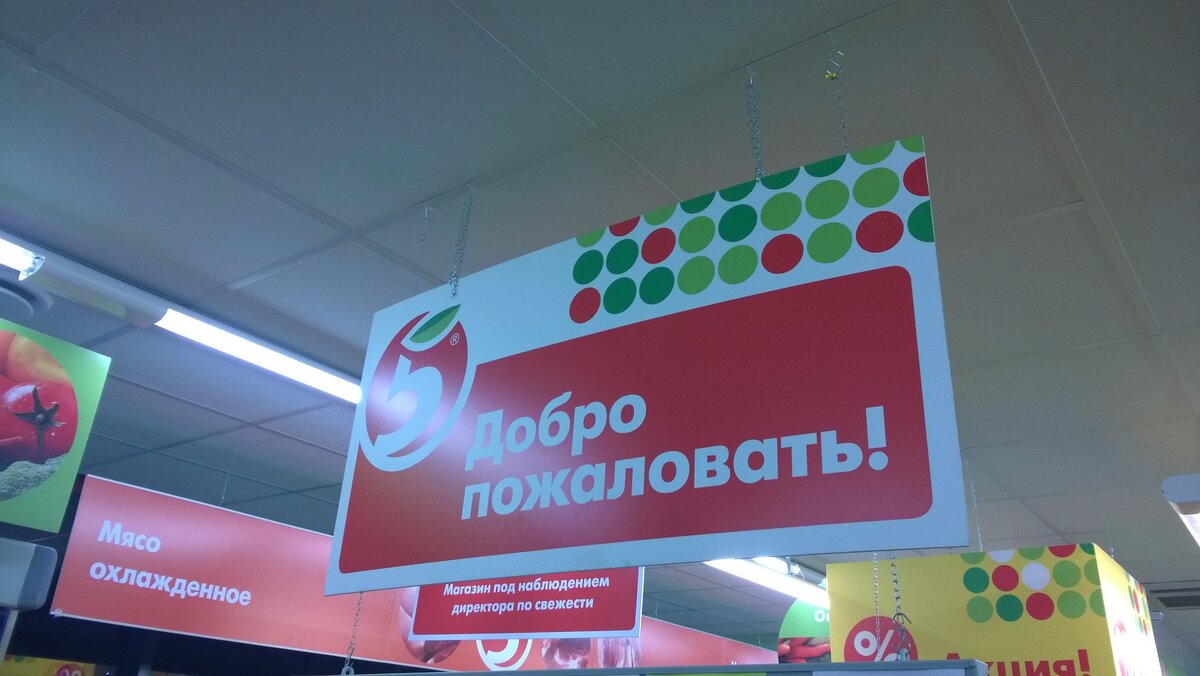 5®
Добро
пожаловать!
Мясо
охлажденное
Магазин под наблюдением
директора по свежести
%
Акция!